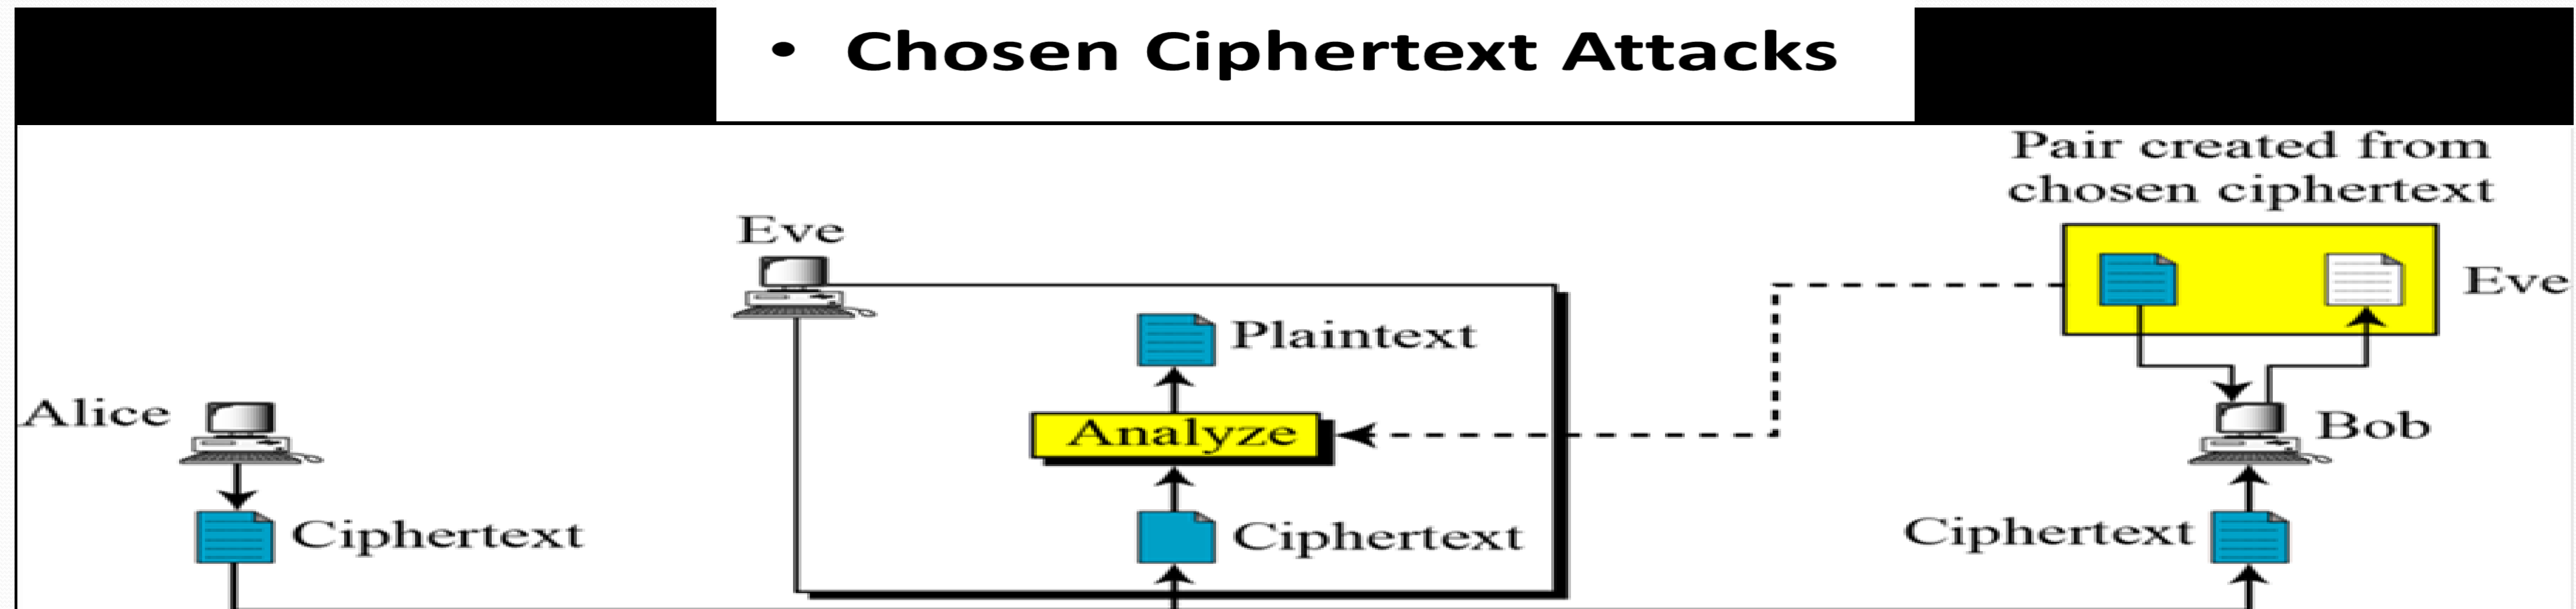 • Chosen Ciphertext Attacks
Pair created from
chosen ciphertext
Eve
Eve
Plaintext
Alice
Analyze
Bob
Ciphertext
Ciphertext
Ciphertext